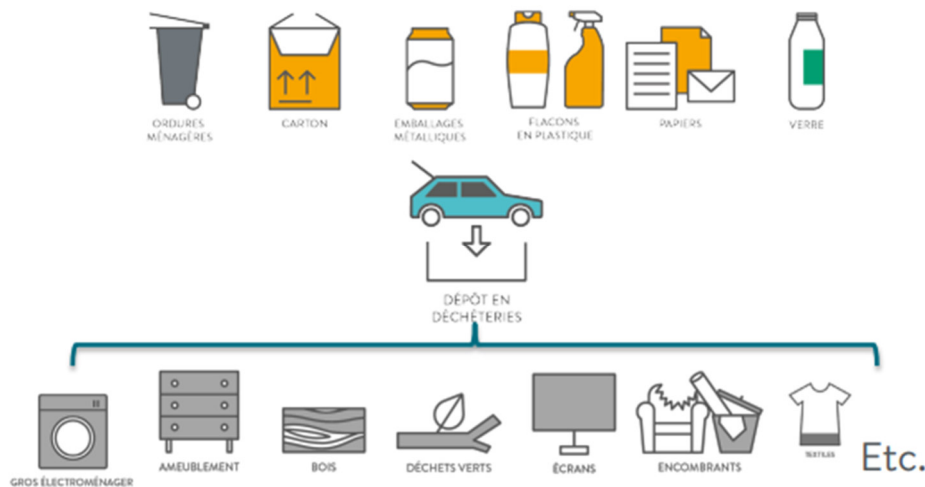 ORDURES
MÉNAGÈRES
CARTON
EMBALLAGES
MÉTALLIQUES
FLACONS
EN PLASTIQUE
PAPIERS
VERRE
DÉPÔT EN
DÉCHÈTERIES
GROS ÉLECTROMÉNAGER
AMEUBLEMENT
BOIS
DÉCHETS VERTS
ÉCRANS
ENCOMBRANTS
TEXTILES
Etc.